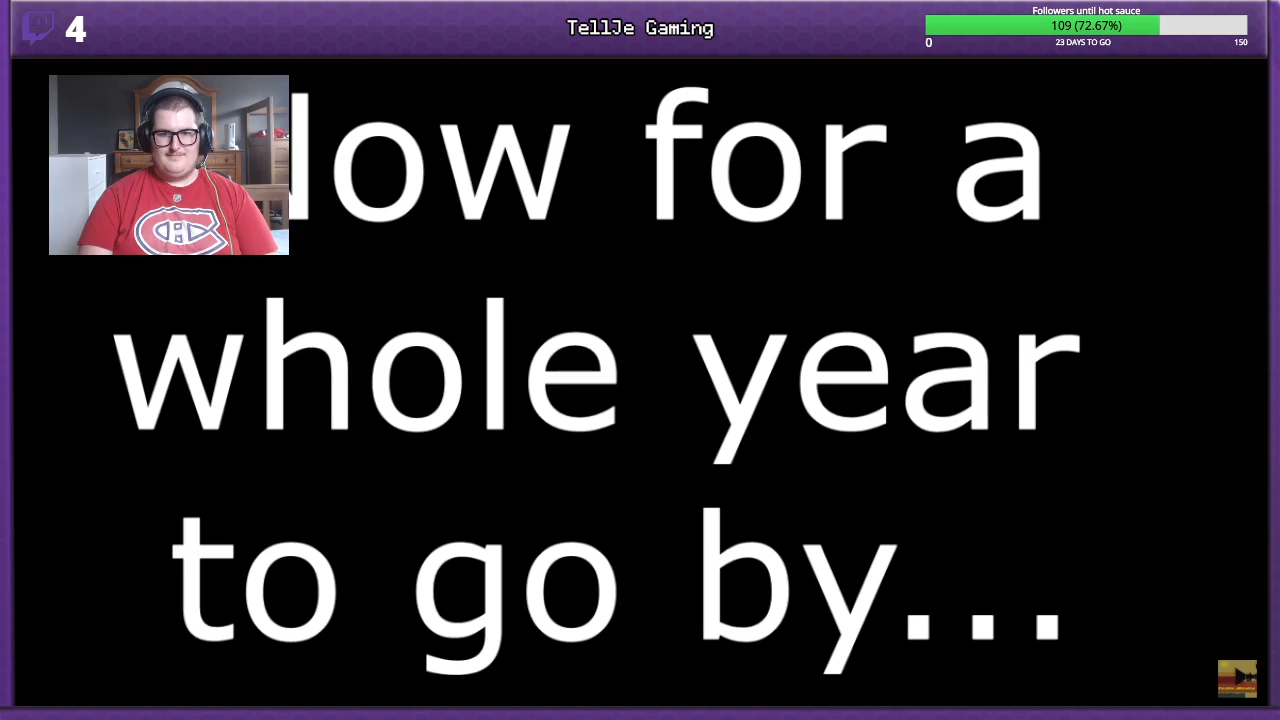 4
TellJe Gaming
Followers until hot sauce
109 (72.67%)
0
23 DAYS TO GO
150
for a
whole year
to go by...